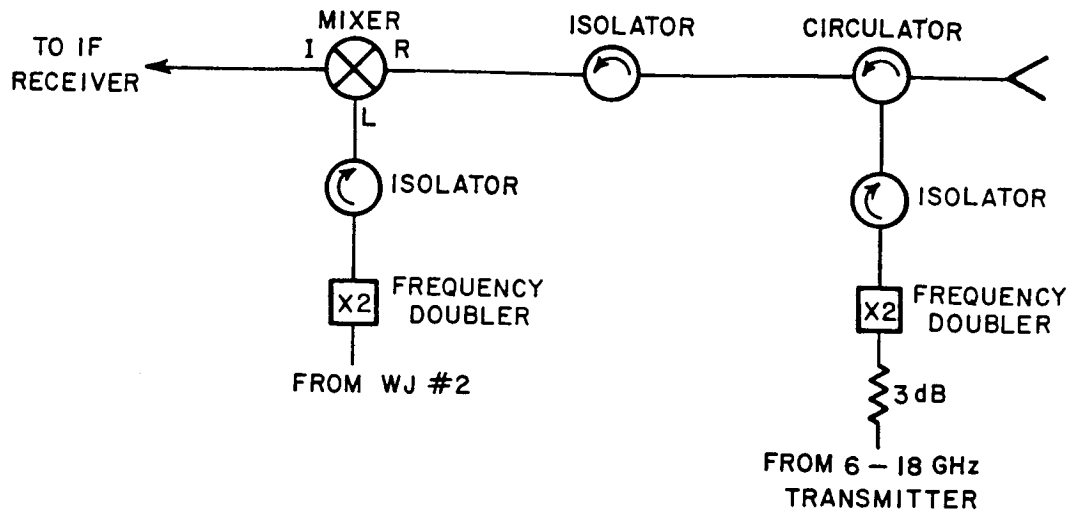 MIXER
ISOLATOR
CIRCULATOR
TO IF
RECEIVER
I
R
L
ISOLATOR
ISOLATOR
X2
FREQUENCY
DOUBLER
X2
FREQUENCY
DOUBLER
FROM WJ #2
3 dB
FROM 6 – 18 GHz
TRANSMITTER